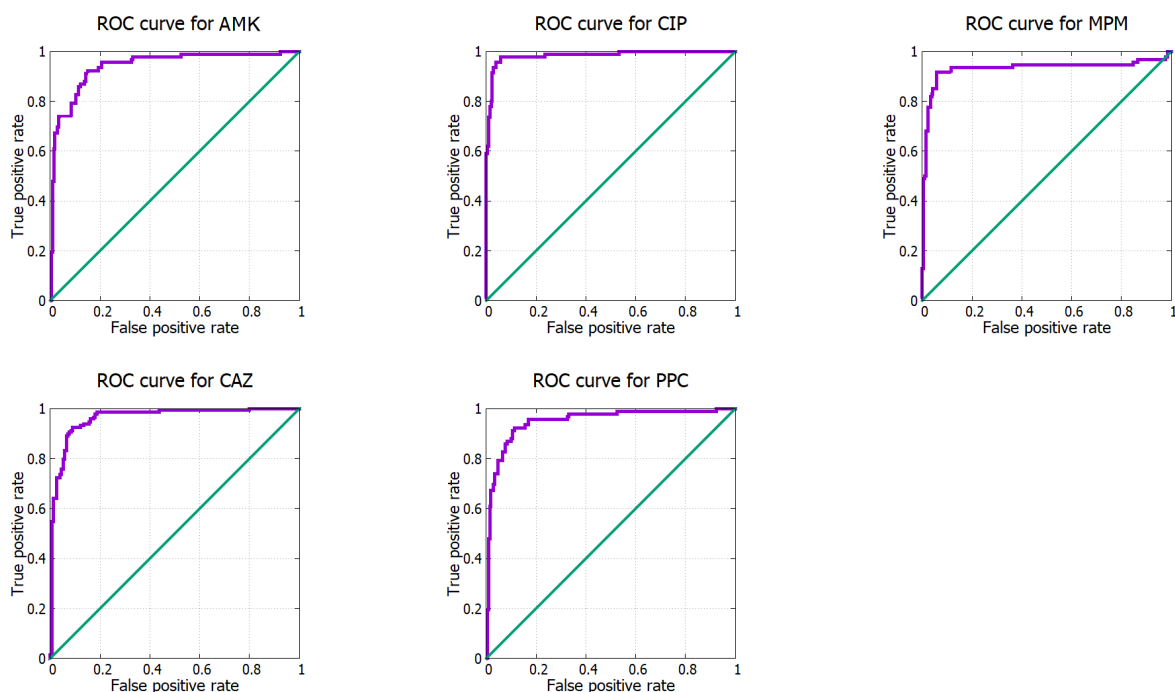 ROC curve for AMK
1
0.8
0.6
0.4
0.2
0
True positive rate
0 0.2 0.4 0.6 0.8 1
False positive rate
ROC curve for CIP
1
0.8
0.6
0.4
0.2
0
True positive rate
0 0.2 0.4 0.6 0.8 1
False positive rate
ROC curve for MPM
1
0.8
0.6
0.4
0.2
0
True positive rate
0 0.2 0.4 0.6 0.8 1
False positive rate
ROC curve for CAZ
1
0.8
0.6
0.4
0.2
0
True positive rate
0 0.2 0.4 0.6 0.8 1
False positive rate
ROC curve for PPC
1
0.8
0.6
0.4
0.2
0
True positive rate
0 0.2 0.4 0.6 0.8 1
False positive rate